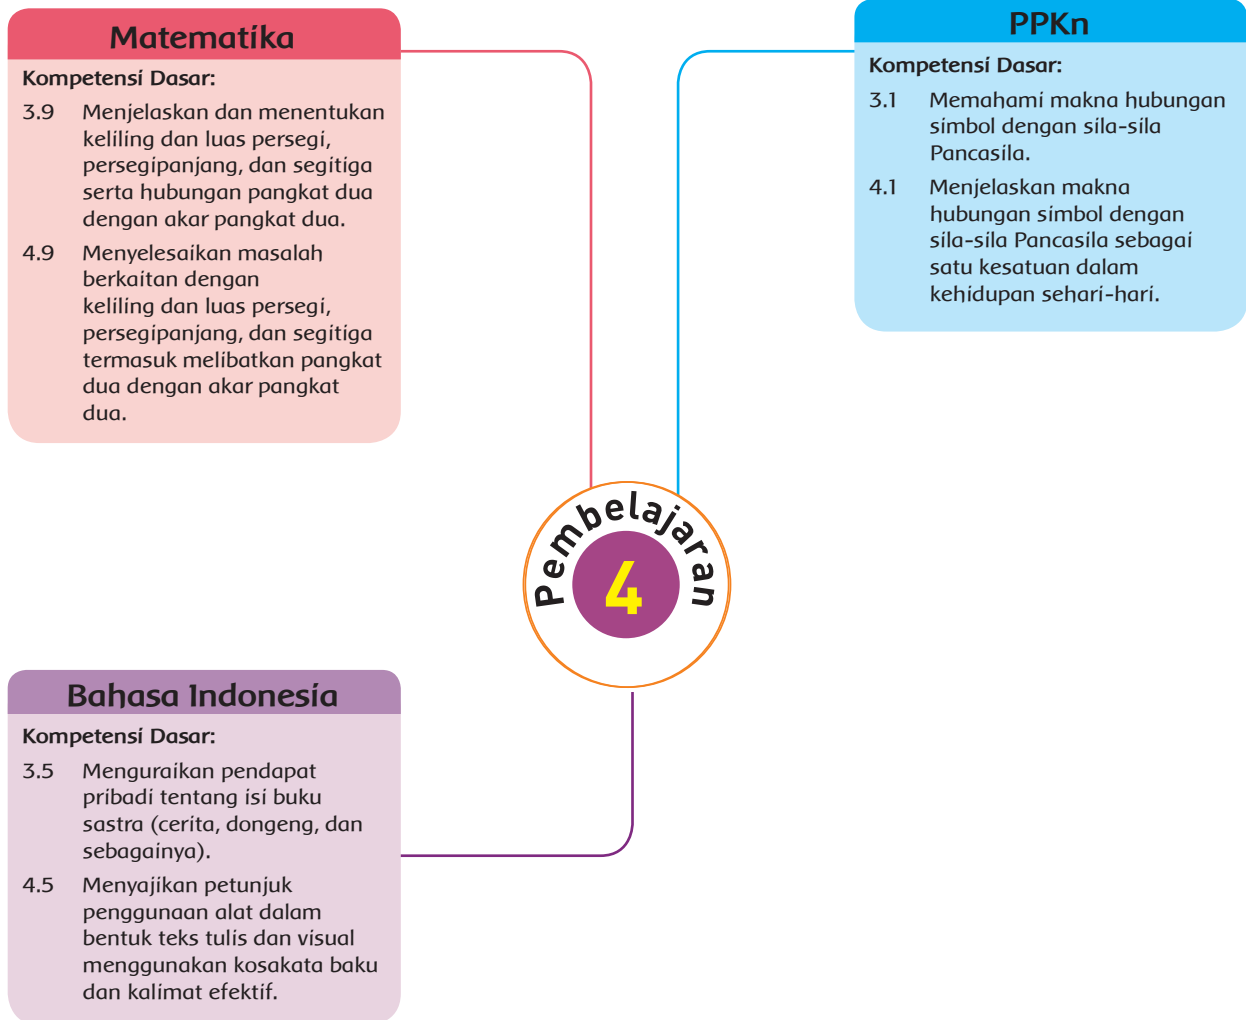 Matematika
Kompetensi Dasar:
3.9 Menjelaskan dan menentukan
keliling dan luas persegi,
persegipanjang, dan segitiga
serta hubungan pangkat dua
dengan akar pangkat dua.
4.9 Menyelesaikan masalah
berkaitan dengan
keliling dan luas persegi,
persegipanjang, dan segitiga
termasuk melibatkan pangkat
dua dengan akar pangkat
dua.
PPKn
Kompetensi Dasar:
3.1 Memahami makna hubungan
simbol dengan sila-sila
Pancasila.
4.1 Menjelaskan makna
hubungan simbol dengan
sila-sila Pancasila sebagai
satu kesatuan dalam
kehidupan sehari-hari.
Pembelajaran
4
Bahasa Indonesia
Kompetensi Dasar:
3.5 Menguraikan pendapat
pribadi tentang isi buku
sastra (cerita, dongeng, dan
sebagainya).
4.5 Menyajikan petunjuk
penggunaan alat dalam
bentuk teks tulis dan visual
menggunakan kosakata baku
dan kalimat efektif.